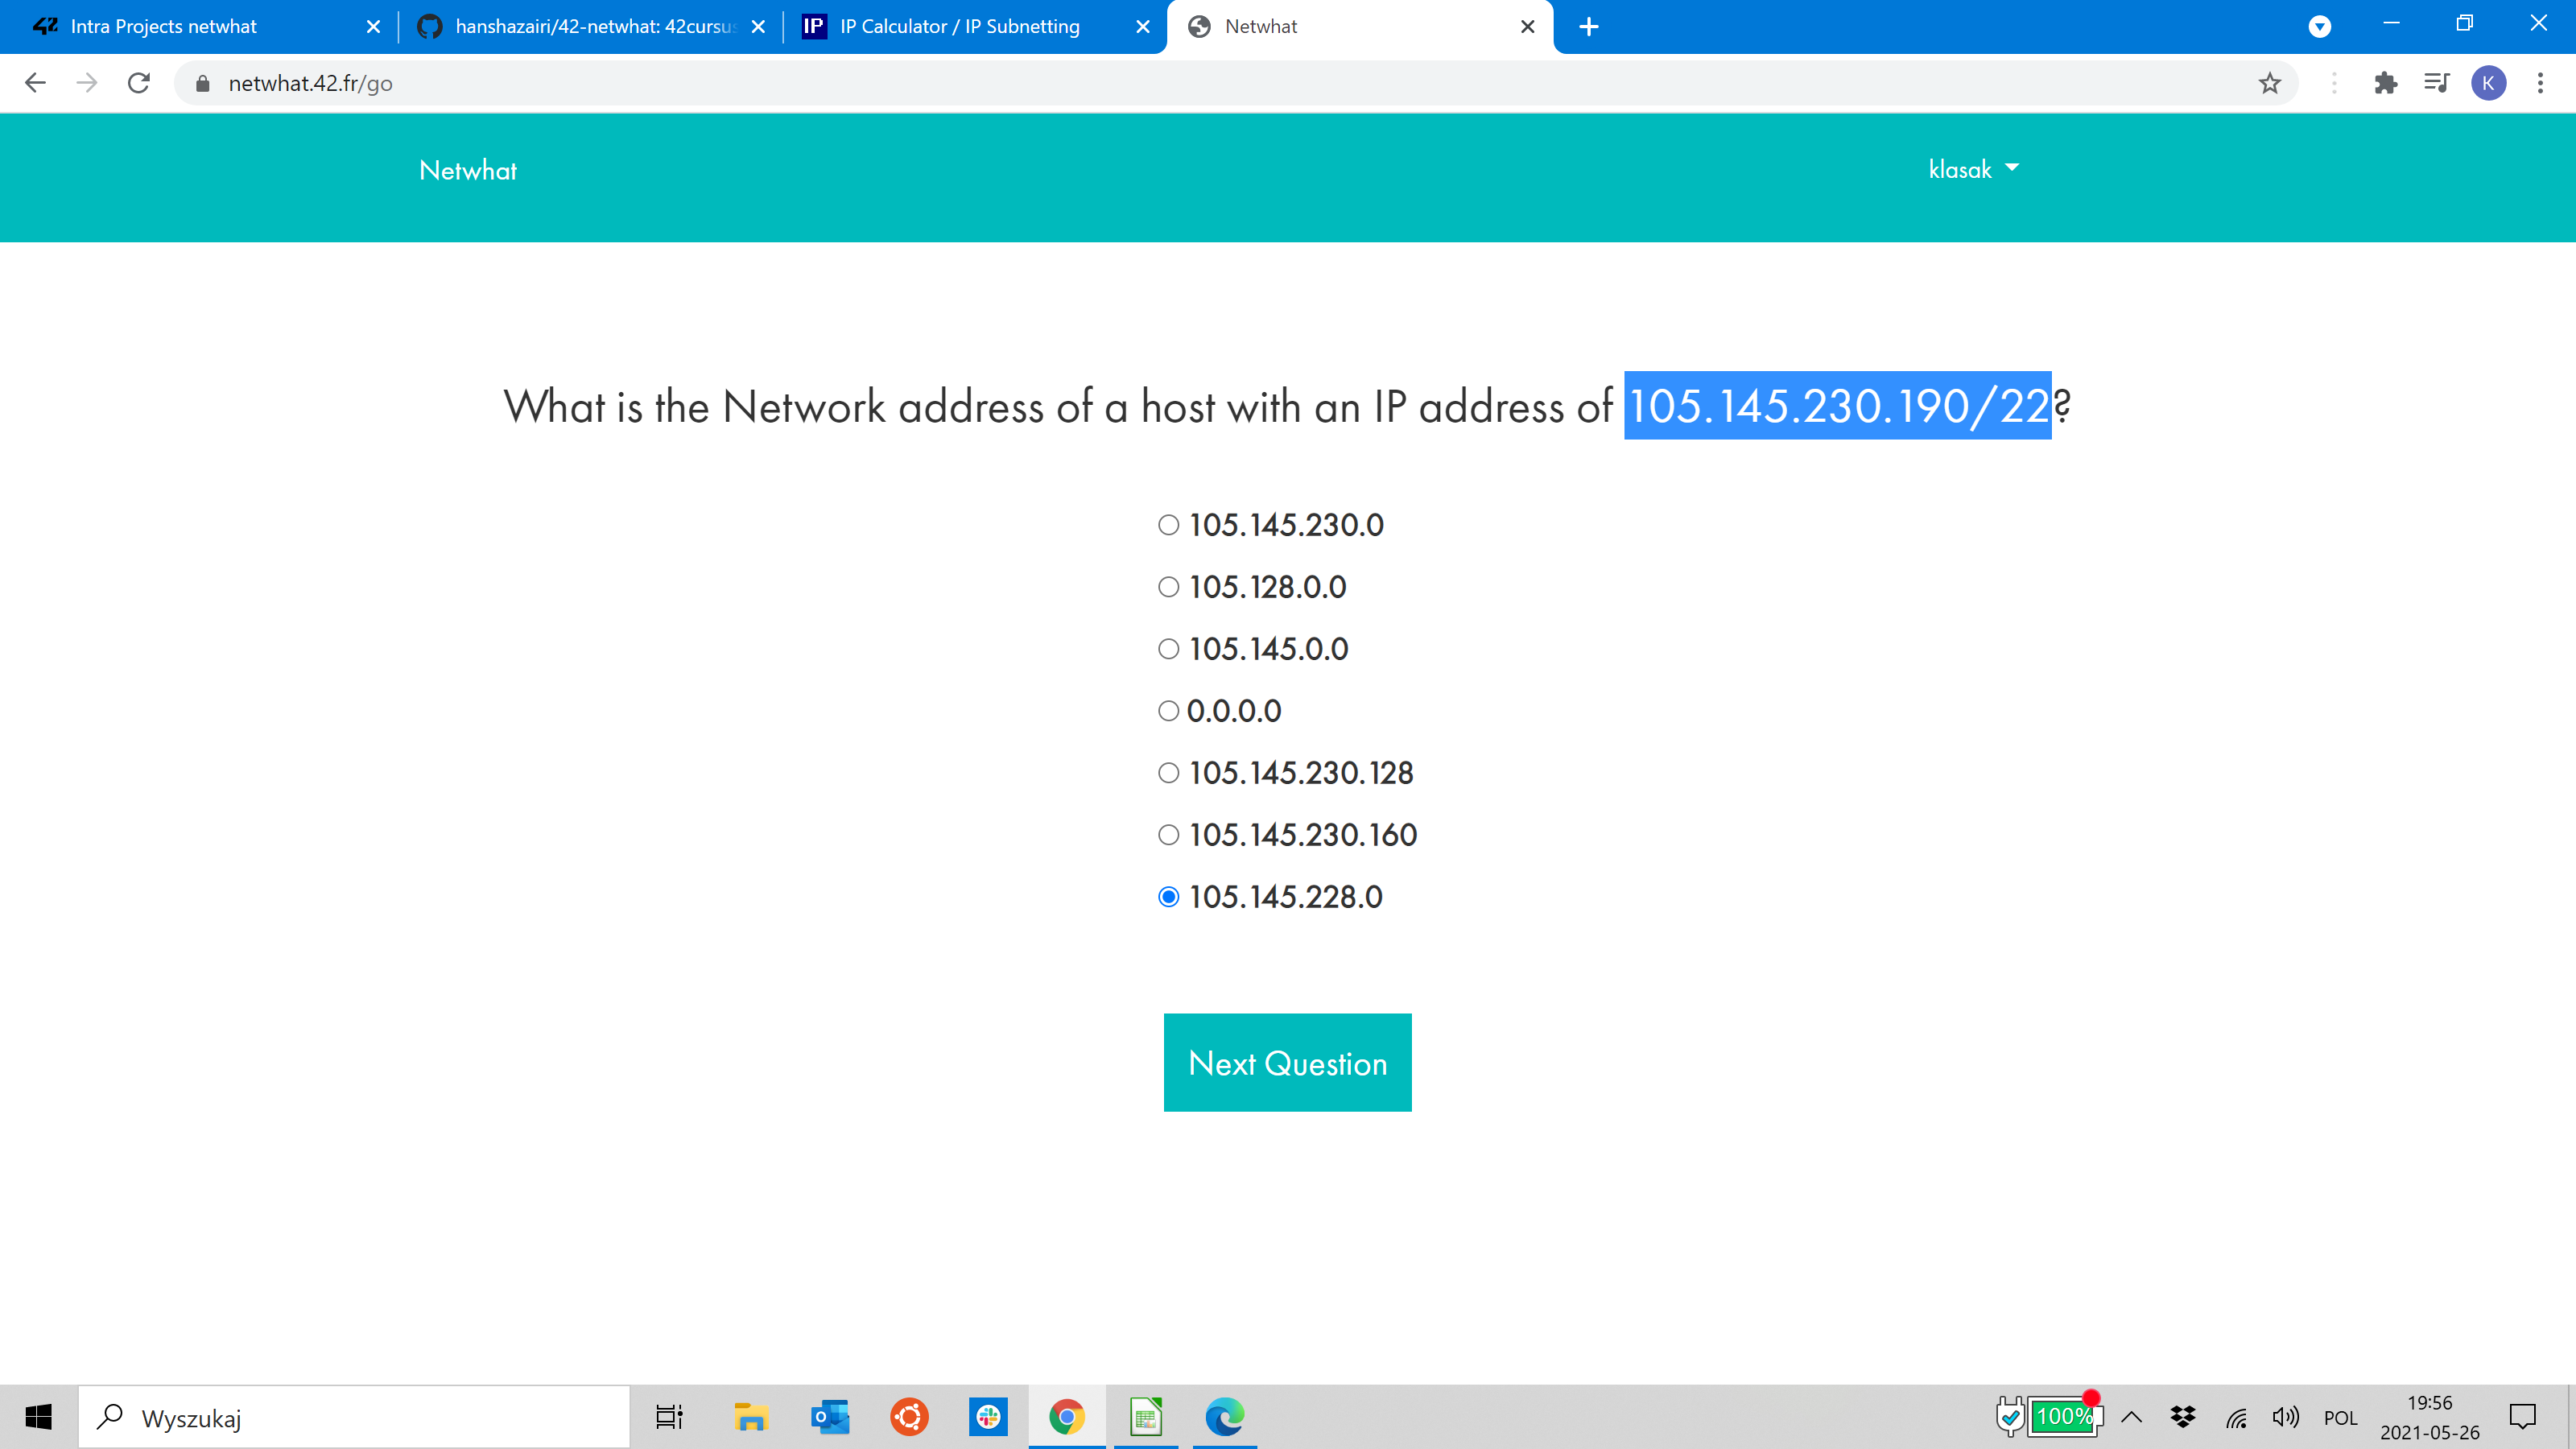 Intra Projects netwhat
hanshazairi/42-netwhat: 42cursus
IP IP Calculator / IP Subnetting
Netwhat
netwhat.42.fr/go
K
Netwhat
klasak
What is the Network address of a host with an IP address of 105.145.230.190/22?
105.145.230.0
105.128.0.0
105.145.0.0
0.0.0.0
105.145.230.128
105.145.230.160
105.145.228.0
Next Question
Wyszukaj
100%
POL
19:56
2021-05-26